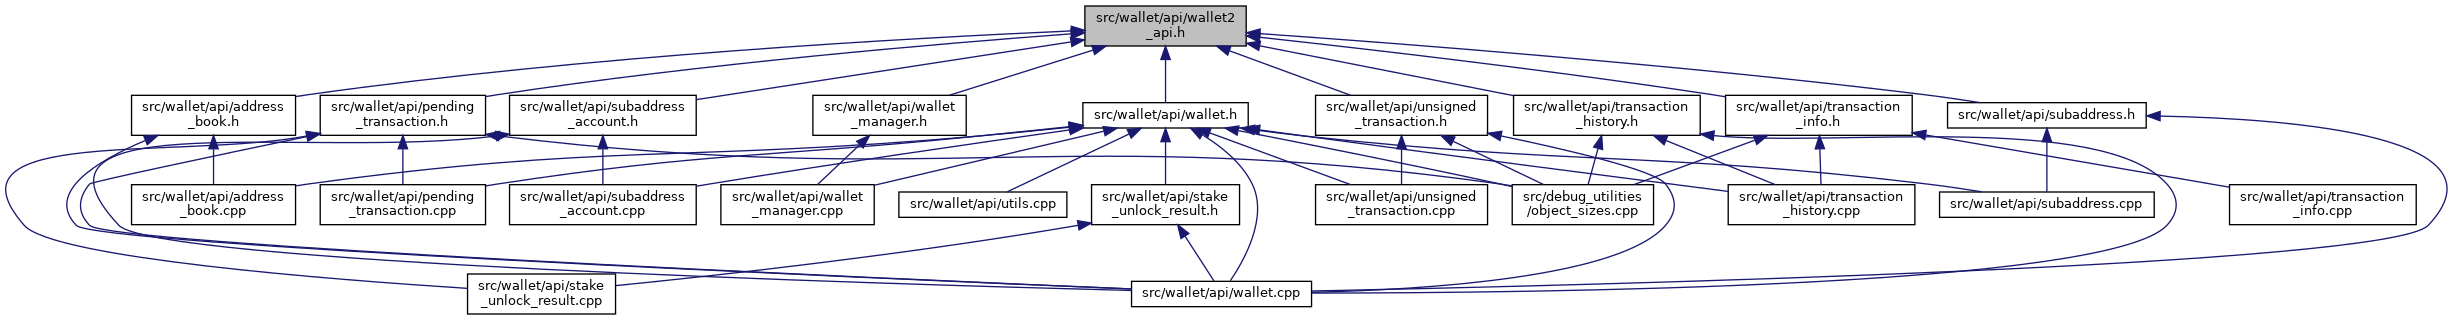 src/wallet/api/wallet2
_api.h
src/wallet/api/address
_book.h
src/wallet/api/pending
_transaction.h
src/wallet/api/subaddress
_account.h
src/wallet/api/wallet
_manager.h
src/wallet/api/wallet.h
src/wallet/api/unsigned
_transaction.h
src/wallet/api/transaction
_history.h
src/wallet/api/transaction
_info.h
src/wallet/api/subaddress.h
src/wallet/api/address
_book.cpp
src/wallet/api/pending
_transaction.cpp
src/wallet/api/subaddress
_account.cpp
src/wallet/api/wallet
_manager.cpp
src/wallet/api/utils.cpp
src/wallet/api/stake
_unlock_result.h
src/wallet/api/unsigned
_transaction.cpp
src/debug_utilities
/object_sizes.cpp
src/wallet/api/transaction
_history.cpp
src/wallet/api/subaddress.cpp
src/wallet/api/transaction
_info.cpp
src/wallet/api/stake
_unlock_result.cpp
src/wallet/api/wallet.cpp